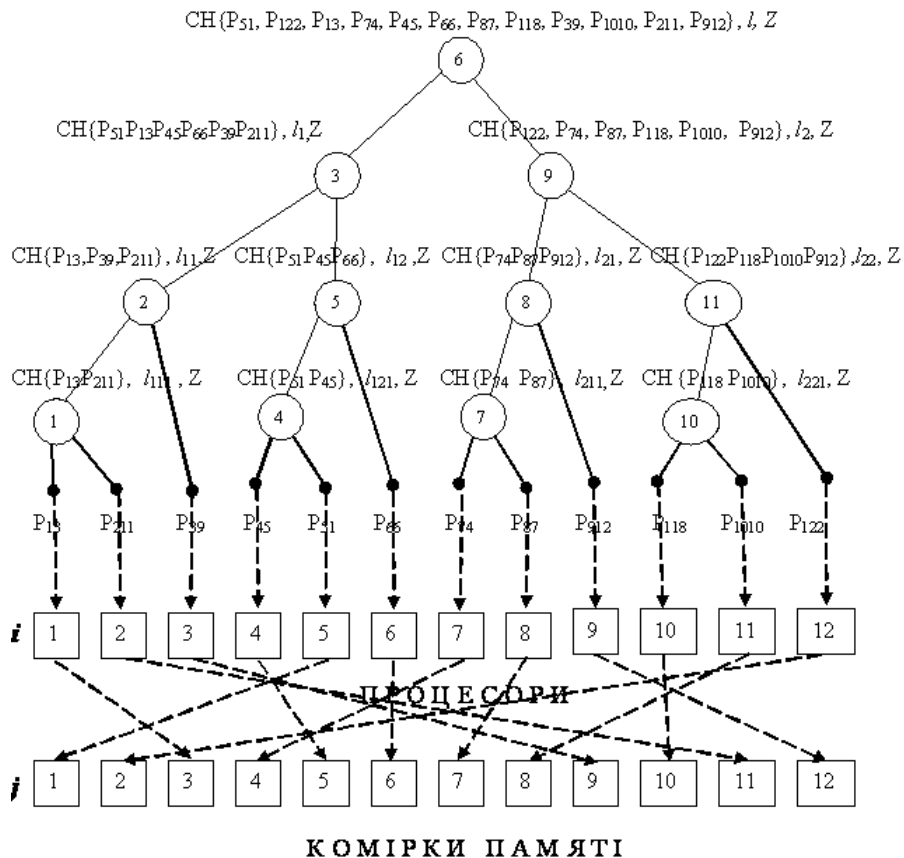 CH{P₅₁, P₁₂₂, P₁₃, P₇₄, P₄₅, P₆₆, P₈₇, P₁₁₈, P₃₉, P₁₀₁₀, P₂₁₁, P₉₁₂}, l, Z
6
CH{P₅₁P₁₃P₄₅P₆₆P₃₉P₂₁₁}, l₁,Z
CH{P₁₂₂, P₇₄, P₈₇, P₁₁₈, P₁₀₁₀, P₉₁₂}, l₂, Z
3 9
CH{P₁₃,P₃₉,P₂₁₁}, l₁₁,Z
CH{P₅₁P₄₅P₆₆}, l₁₂ ,Z
CH{P₇₄P₈₇P₉₁₂}, l₂₁, Z
CH{P₁₂₂P₁₁₈P₁₀₁₀P₉₁₂},l₂₂, Z
2 5 8 11
CH{P₁₃P₂₁₁}, l₁₁₁ , Z
CH{P₅₁P₄₅}, l₁₂₁, Z
CH{P₇₄ P₈₇}, l₂₁₁, Z
CH {P₁₁₈ P₁₀₁₀}, l₂₂₁, Z
1 4 7 10
P₁₃ P₂₁₁ P₃₉ P₄₅ P₅₁ P₆₆ P₇₄ P₈₇ P₉₁₂ P₁₁₈ P₁₀₁₀ P₁₂₂
i 1 2 3 4 5 6 7 8 9 10 11 12
ПРОЦЕСОРИ
j 1 2 3 4 5 6 7 8 9 10 11 12
КОМІРКИ ПАМЯТІ